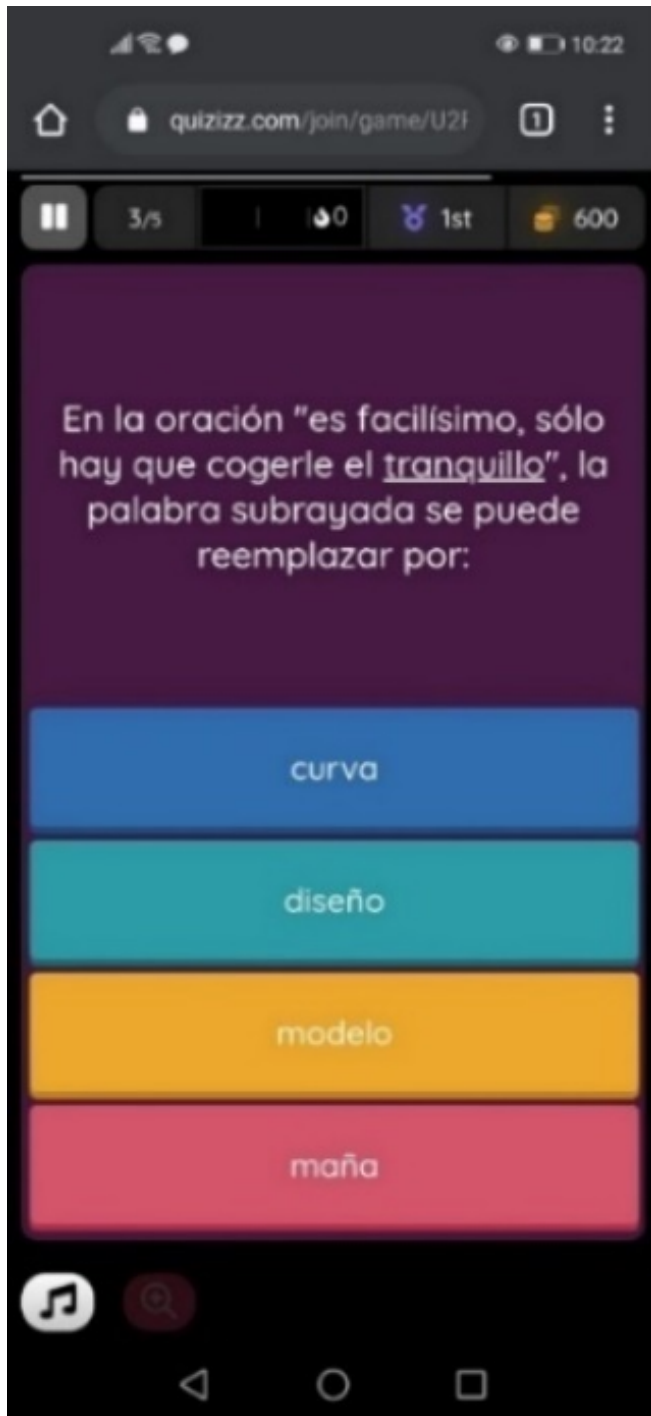 10:22
quizizz.com/join/game/U2
1
3/5
0
1st
600
En la oración "es facilísimo, sólo
hay que cogerle el tranquillo", la
palabra subrayada se puede
reemplazar por:
curva
diseño
modelo
maña